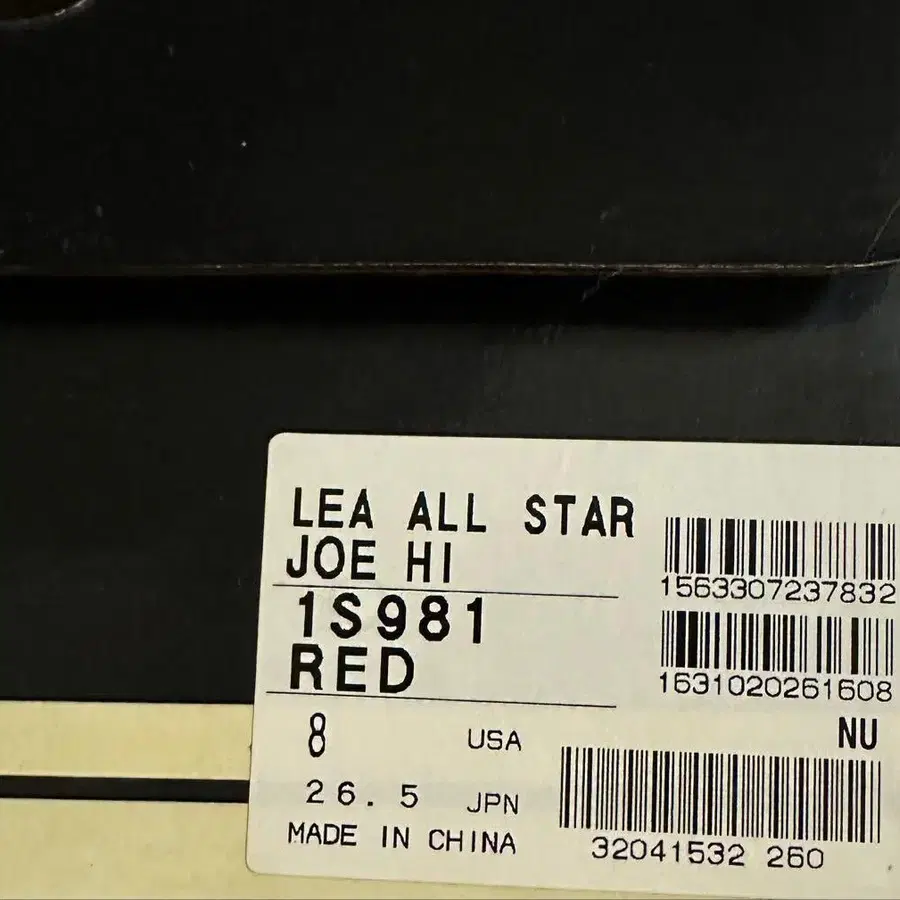 LEA ALL STAR
JOE HI
1S981
RED
1563307237832
1631020261608
NU
8 USA
26.5 JPN
MADE IN CHINA
32041532 260